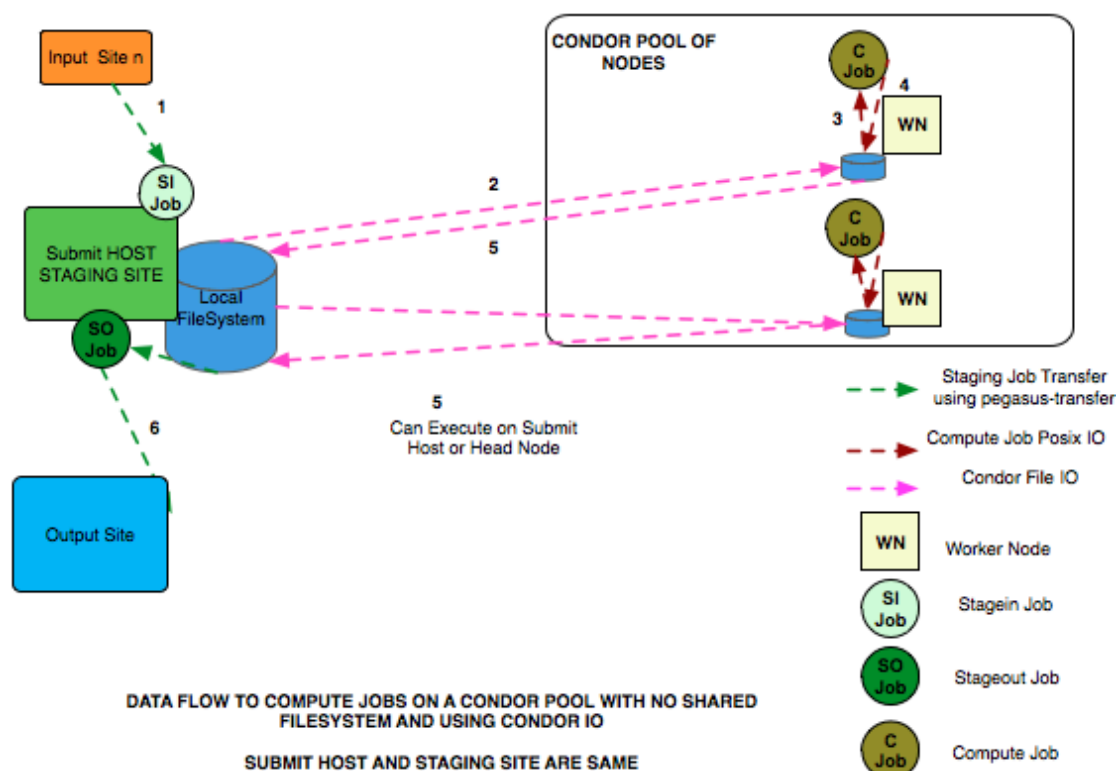 Input Site n
1
SI
Job
Submit HOST
STAGING SITE
Local
FileSystem
SO
Job
6
Output Site
2
5
5
Can Execute on Submit
Host or Head Node
CONDOR POOL OF
NODES
C
Job
4
3
WN
C
Job
WN
Staging Job Transfer
using pegasus-transfer
Compute Job Posix IO
Condor File IO
WN
Worker Node
SI
Job
Stagein Job
SO
Job
Stageout Job
C
Job
Compute Job
DATA FLOW TO COMPUTE JOBS ON A CONDOR POOL WITH NO SHARED
FILESYSTEM AND USING CONDOR IO
SUBMIT HOST AND STAGING SITE ARE SAME